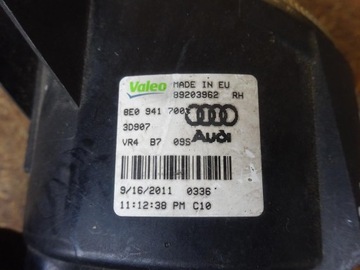 Valeo MADE IN EU
89203962 RH
8E0 941 700
3D907
VR4 B7 09S Audi
9/16/2011 0336
11:12:38 PM C10